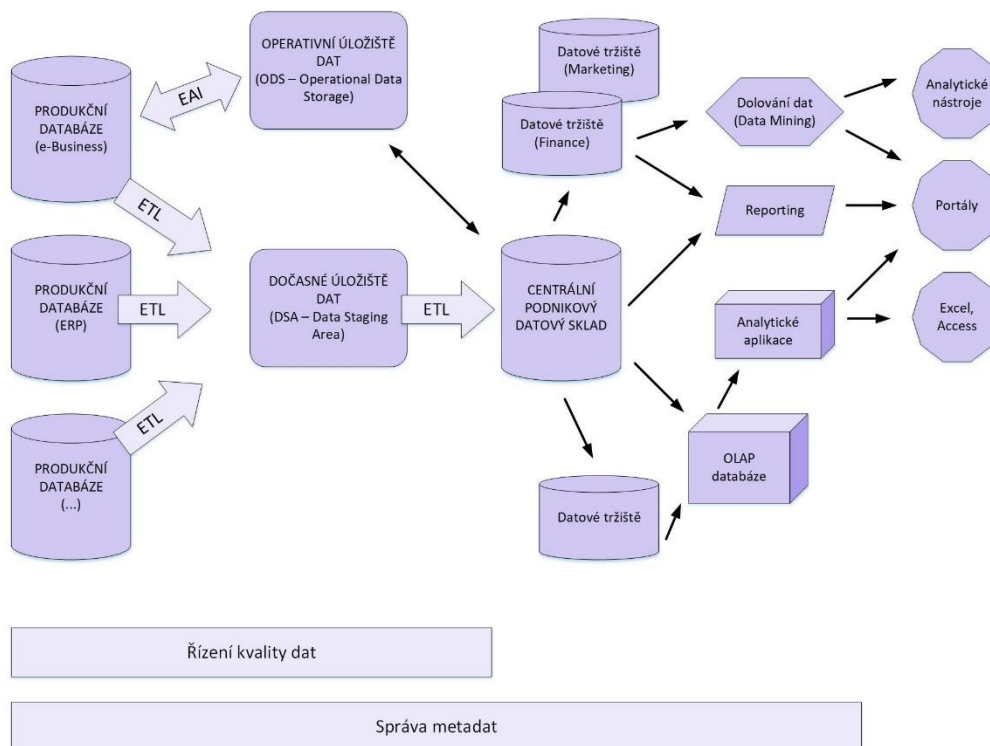 PRODUKČNÍ
DATABÁZE
(e-Business)
EAI
OPERATIVNÍ ÚLOŽIŠTĚ
DAT
(ODS – Operational Data
Storage)
ETL
PRODUKČNÍ
DATABÁZE
(ERP)
ETL
DOČASNÉ ÚLOŽIŠTĚ
DAT
(DSA – Data Staging
Area)
ETL
PRODUKČNÍ
DATABÁZE
(...)
ETL
CENTRÁLNÍ
PODNIKOVÝ
DATOVÝ SKLAD
Datové tržiště
(Marketing)
Datové tržiště
(Finance)
Dolování dat
(Data Mining)
Reporting
Analytické
aplikace
OLAP
databáze
Datové tržiště
Analytické
nástroje
Portály
Excel,
Access
Řízení kvality dat
Správa metadat